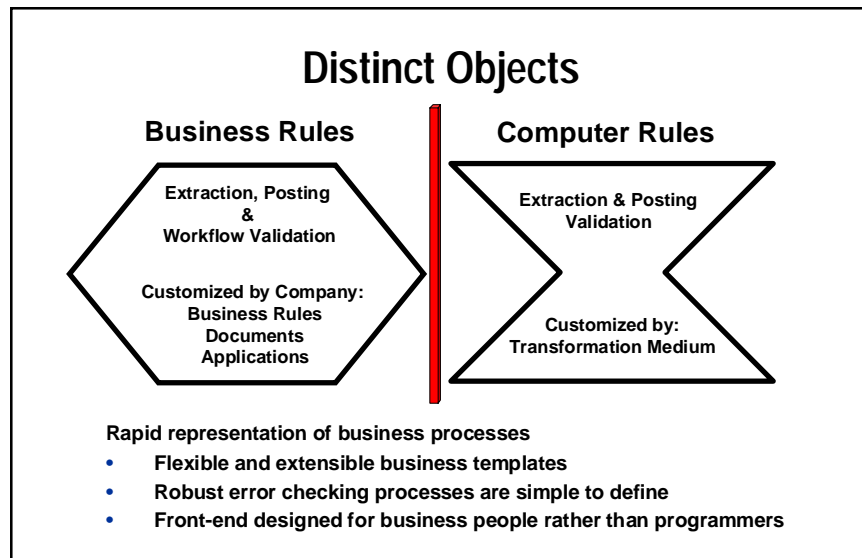 Distinct Objects
Business Rules
Extraction, Posting
&
Workflow Validation
Customized by Company:
Business Rules
Documents
Applications
Computer Rules
Extraction & Posting
Validation
Customized by:
Transformation Medium
Rapid representation of business processes
• Flexible and extensible business templates
• Robust error checking processes are simple to define
• Front-end designed for business people rather than programmers